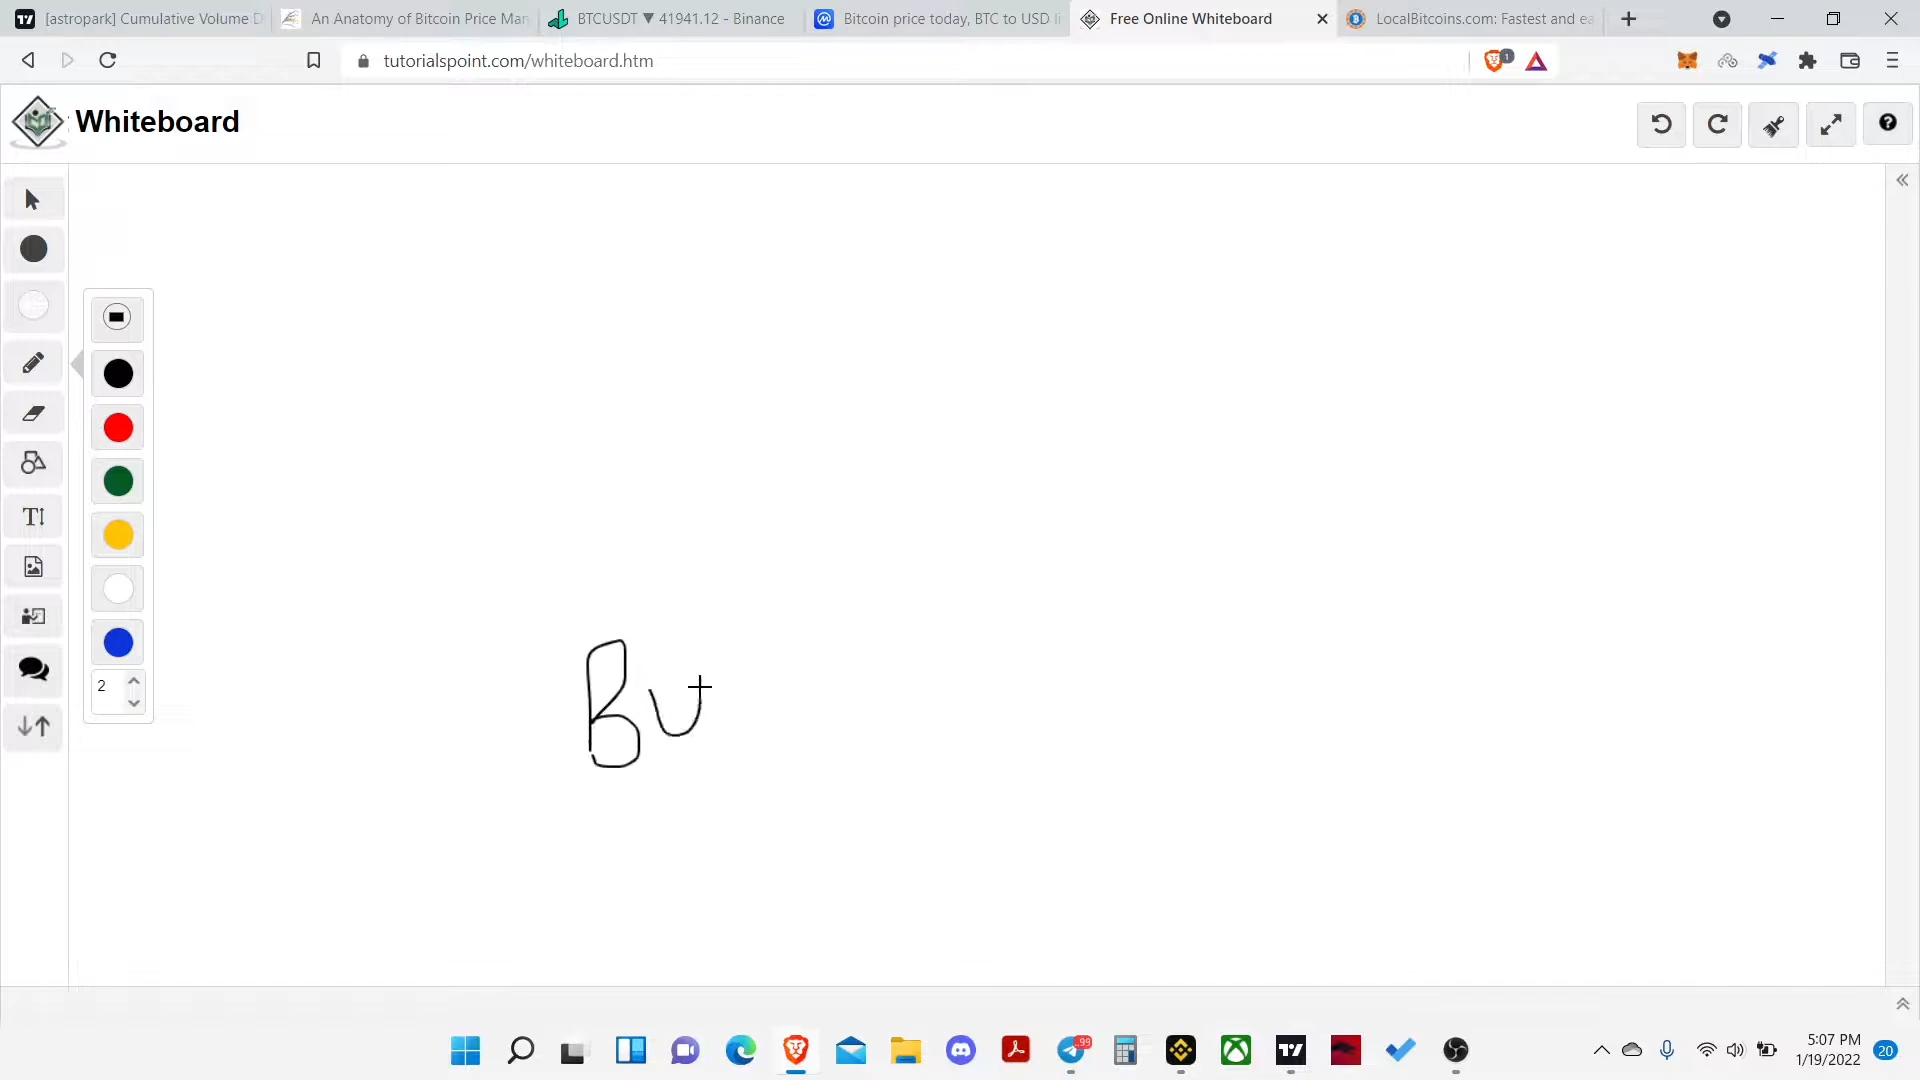 [astropark] Cumulative Volume D
An Anatomy of Bitcoin Price Man
BTCUSDT ▼ 41941.12 - Binance
Bitcoin price today, BTC to USD li
Free Online Whiteboard
LocalBitcoins.com: Fastest and ea
tutorialspoint.com/whiteboard.htm
1
Whiteboard
2
Bu
99
5:07 PM
1/19/2022
20